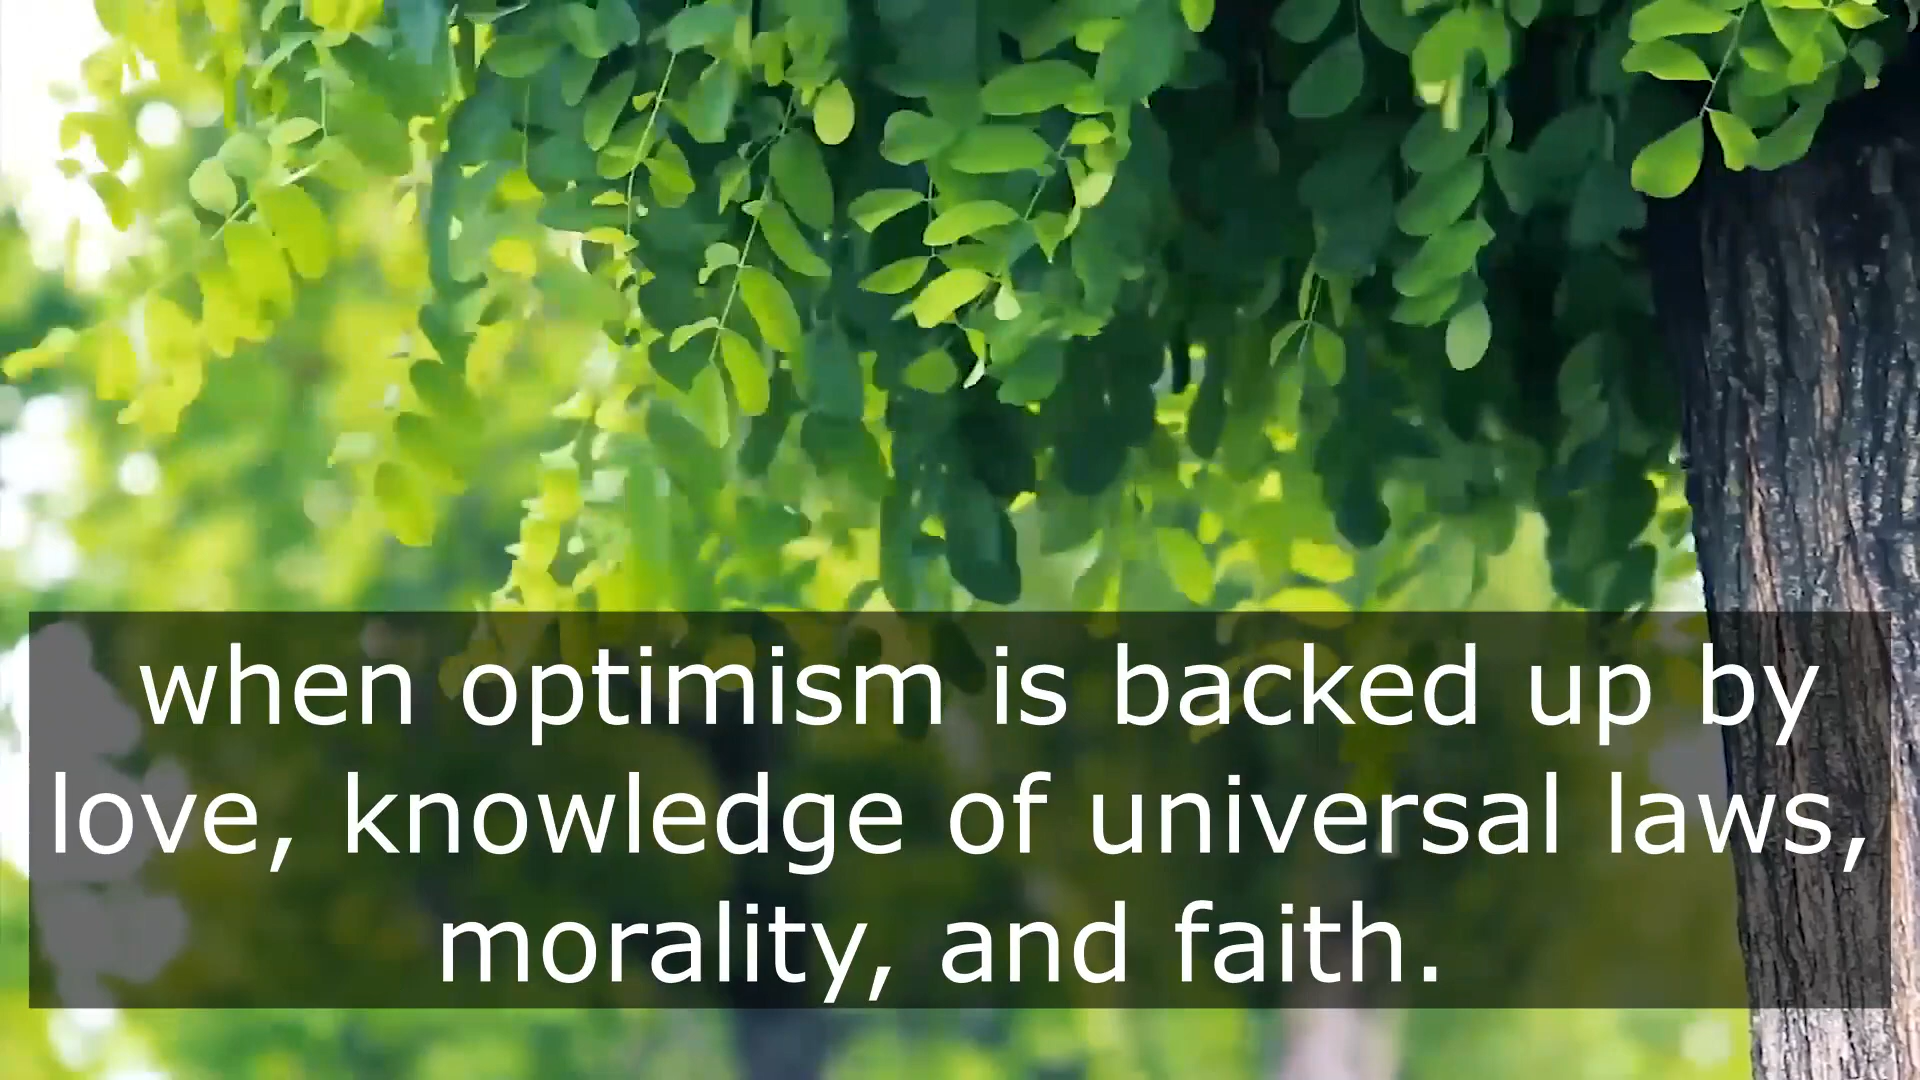 when optimism is backed up by
love, knowledge of universal laws,
morality, and faith.